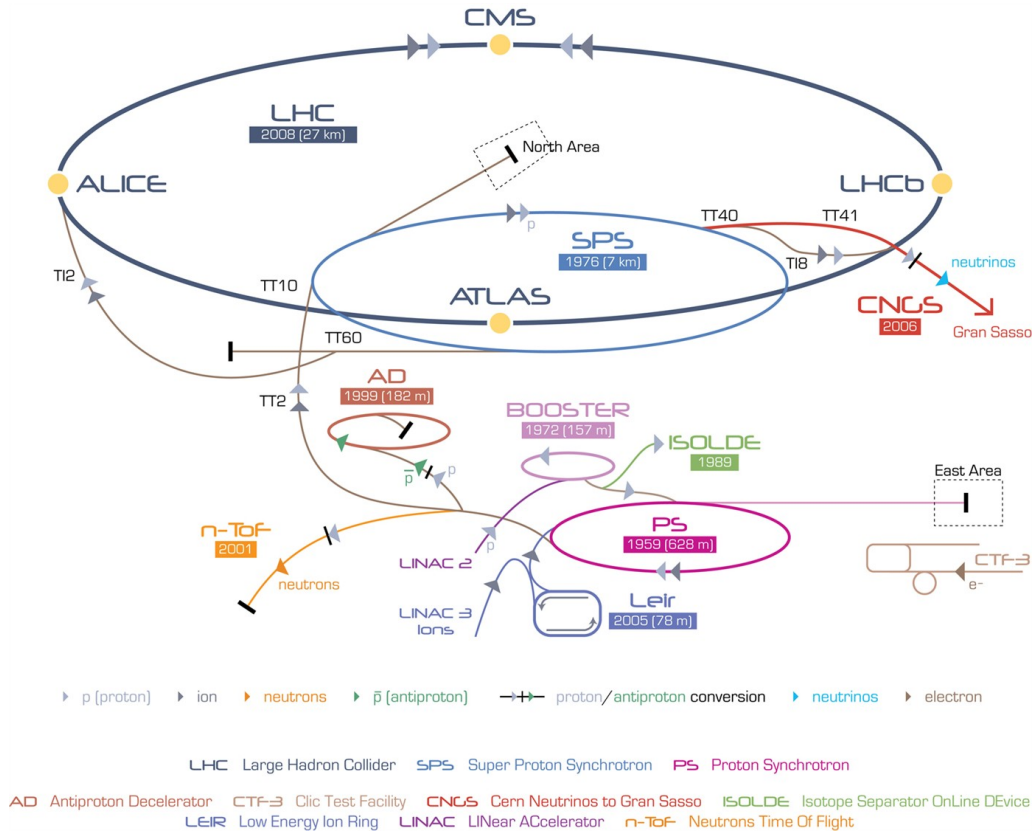 CMS
LHC
2008 (27 km)
North Area
ALICE
LHCb
TT40
TT41
SPS
1976 (7 km)
p
TI2
TI8
TT10
ATLAS
neutrinos
CNGS
2006
Gran Sasso
TT60
AD
1999 (182 m)
TT2
BOOSTER
1972 (157 m)
ISOLDE
1989
p̄
p
East Area
n-ToF
2001
PS
1959 (628 m)
p
LINAC 2
neutrons
CTF-3
e-
LINAC 3
Ions
Leir
2005 (78 m)
p (proton) ion neutrons p̄ (antiproton) proton/antiproton conversion neutrinos electron
LHC Large Hadron Collider SPS Super Proton Synchrotron PS Proton Synchrotron
AD Antiproton Decelerator CTF-3 Clic Test Facility CNGS Cern Neutrinos to Gran Sasso ISOLDE Isotope Separator OnLine DEvice
LEIR Low Energy Ion Ring LINAC LINear ACcelerator n-ToF Neutrons Time Of Flight